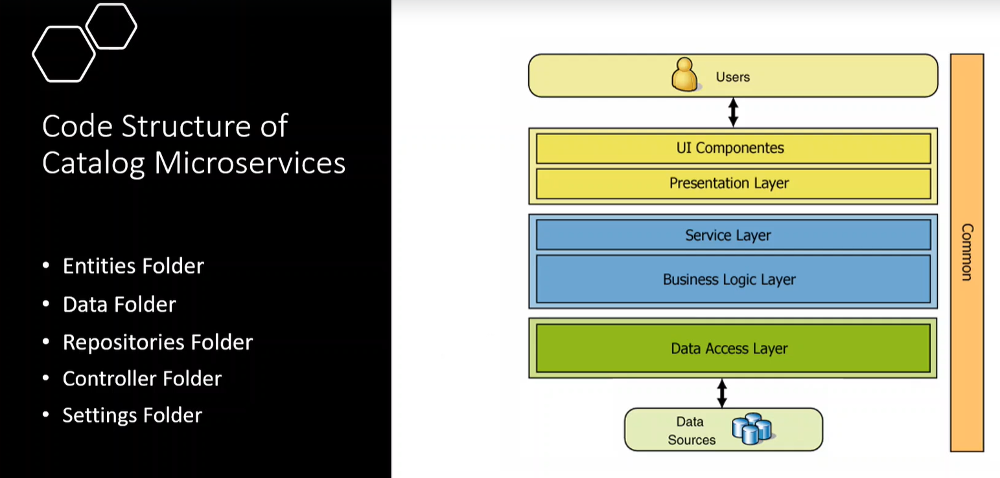 Code Structure of
Catalog Microservices
• Entities Folder
• Data Folder
• Repositories Folder
• Controller Folder
• Settings Folder
Users
UI Componentes
Presentation Layer
Service Layer
Business Logic Layer
Data Access Layer
Data
Sources
Common